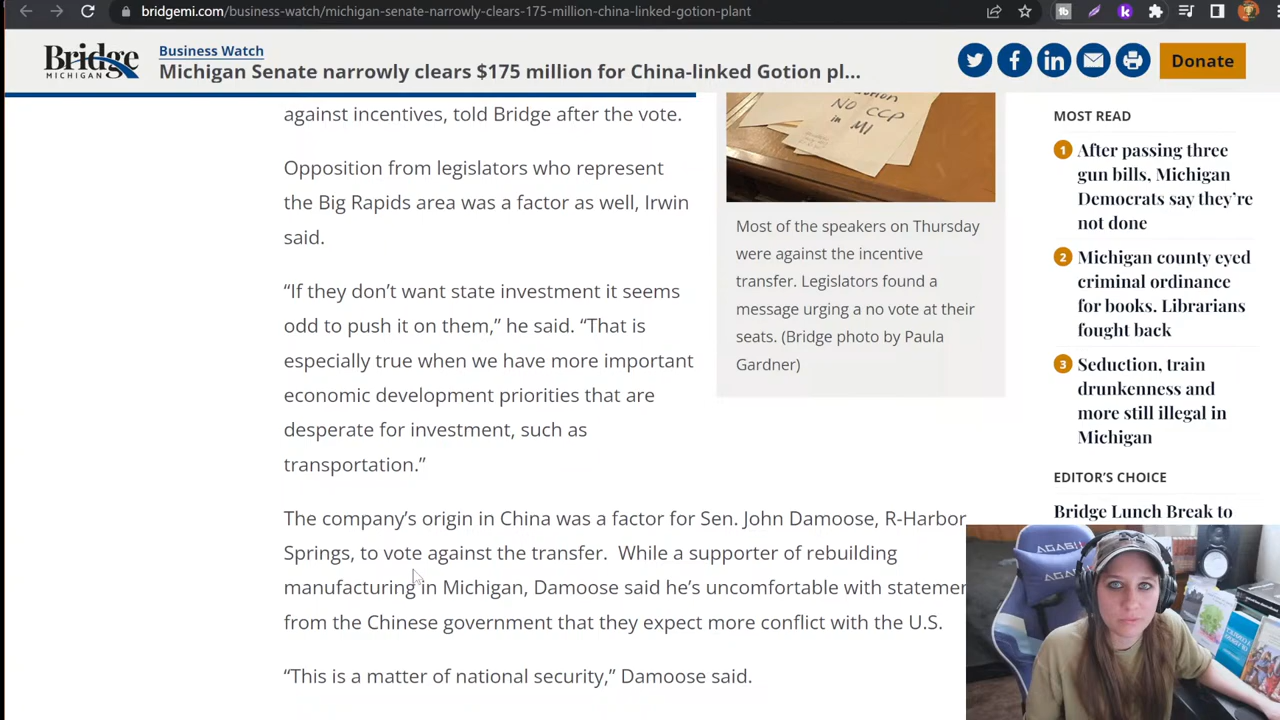 bridgemi.com/business-watch/michigan-senate-narrowly-clears-175-million-china-linked-gotion-plant
Bridge
MICHIGAN
Business Watch
Michigan Senate narrowly clears $175 million for China-linked Gotion pl...
Donate
against incentives, told Bridge after the vote.
Opposition from legislators who represent
the Big Rapids area was a factor as well, Irwin
said.
“If they don’t want state investment it seems
odd to push it on them,” he said. “That is
especially true when we have more important
economic development priorities that are
desperate for investment, such as
transportation.”
The company’s origin in China was a factor for Sen. John Damoose, R-Harbor
Springs, to vote against the transfer.  While a supporter of rebuilding
manufacturing in Michigan, Damoose said he’s uncomfortable with statemen
from the Chinese government that they expect more conflict with the U.S.
“This is a matter of national security,” Damoose said.
NO CCP
in MI
Most of the speakers on Thursday
were against the incentive
transfer. Legislators found a
message urging a no vote at their
seats. (Bridge photo by Paula
Gardner)
MOST READ
1 After passing three
gun bills, Michigan
Democrats say they’re
not done
2 Michigan county eyed
criminal ordinance
for books. Librarians
fought back
3 Seduction, train
drunkenness and
more still illegal in
Michigan
EDITOR’S CHOICE
Bridge Lunch Break to